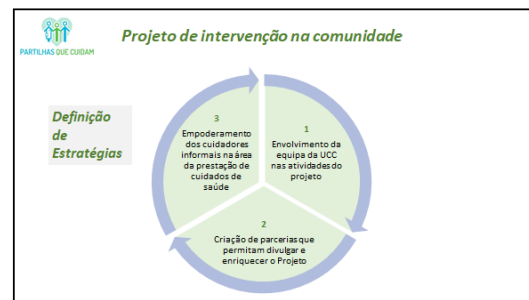 Projeto de intervenção na comunidade
PARTILHAS QUE CUIDAM
Definição
de
Estratégias
3
Empoderamento
dos cuidadores
informais na área
da prestação de
cuidados de
saúde
1
Envolvimento da
equipa da UCC
nas atividades do
projeto
2
Criação de parcerias que
permitam divulgar e
enriquecer o Projeto